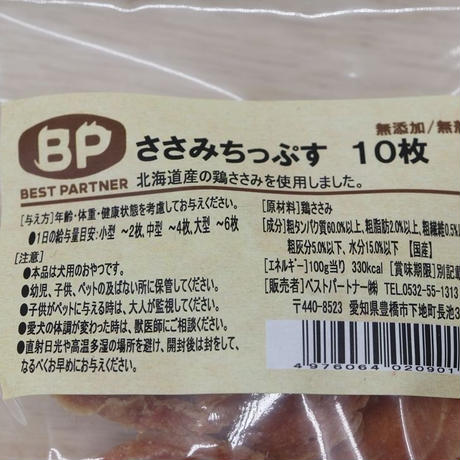 BP
BEST PARTNER
ささみちっぷす 10枚
無添加/無
北海道産の鶏ささみを使用しました。
[与え方]年齢・体重・健康状態を考慮してお与えください。
●1日の給与量目安:小型 ~2枚,中型 ~4枚,大型 ~6枚
[注意]
●本品は犬用のおやつです。
●幼児、子供、ペットの及ばない所に保管してください。
●子供がペットに与える時は、大人が監視してください。
●愛犬の体調が変わった時は、獣医師にご相談ください。
●直射日光や高温多湿の場所を避け、開封後は封をして、
なるべくお早めにお与えください。
[原材料]鶏ささみ
[成分]粗タンパク質60.0%以上,粗脂肪2.0%以上,粗繊維0.5%
粗灰分5.0%以下,水分15.0%以下 【国産】
[エネルギー]100g当り 330kcal [賞味期限]別記載
[販売者]ベストパートナー㈱ TEL.0532-55-1313
〒440-8523 愛知県豊橋市下地町長池3
4976064 020901